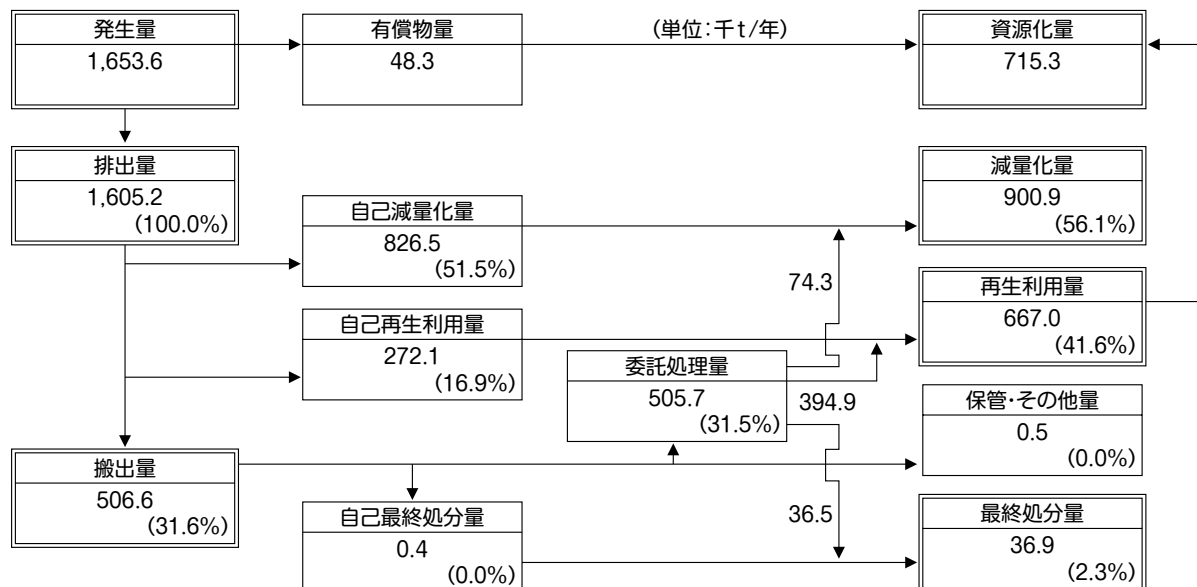 発生量
1,653.6
有償物量
48.3
(単位:千t/年)
資源化量
715.3
排出量
1,605.2
(100.0%)
自己減量化量
826.5
(51.5%)
減量化量
900.9
(56.1%)
74.3
自己再生利用量
272.1
(16.9%)
再生利用量
667.0
(41.6%)
委託処理量
505.7
(31.5%)
394.9
保管・その他量
0.5
(0.0%)
搬出量
506.6
(31.6%)
自己最終処分量
0.4
(0.0%)
36.5
最終処分量
36.9
(2.3%)